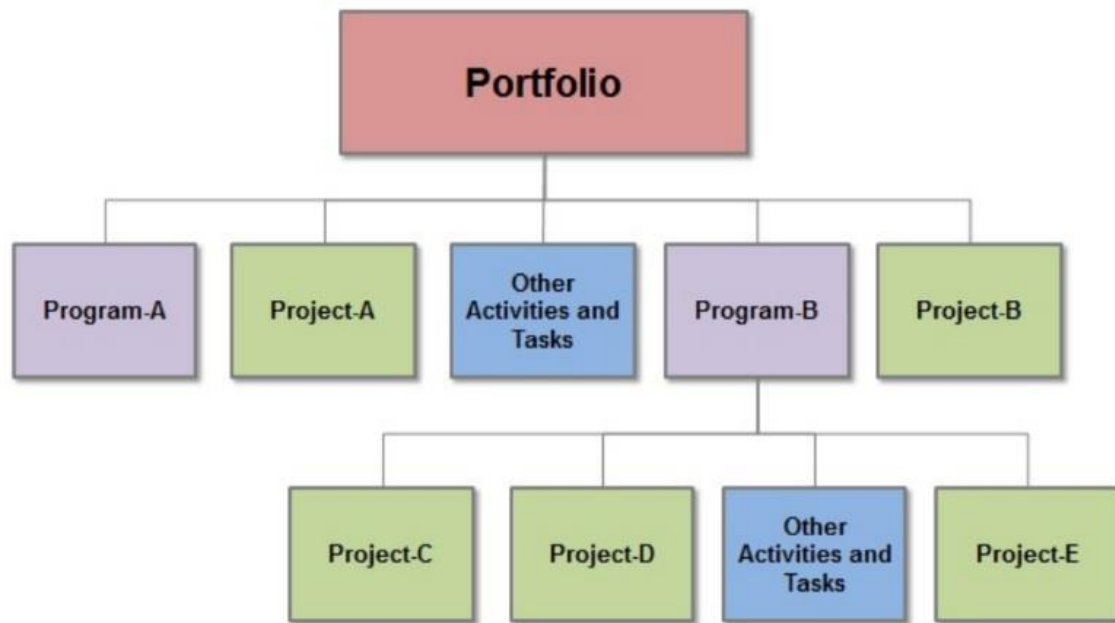 Portfolio
Program-A
Project-A
Other
Activities and
Tasks
Program-B
Project-B
Project-C
Project-D
Other
Activities and
Tasks
Project-E